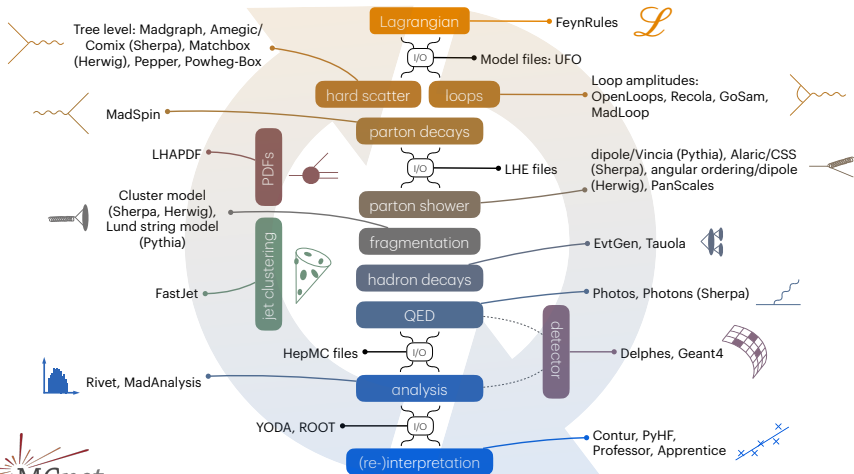 Lagrangian
FeynRules
ℒ
Tree level: Madgraph, Amegic/
Comix (Sherpa), Matchbox
(Herwig), Pepper, Powheg-Box
I/O
Model files: UFO
hard scatter
loops
Loop amplitudes:
OpenLoops, Recola, GoSam,
MadLoop
MadSpin
parton decays
LHAPDF
PDFs
I/O
LHE files
dipole/Vincia (Pythia), Alaric/CSS
(Sherpa), angular ordering/dipole
(Herwig), PanScales
parton shower
Cluster model
(Sherpa, Herwig),
Lund string model
(Pythia)
fragmentation
EvtGen, Tauola
hadron decays
jet clustering
FastJet
Photos, Photons (Sherpa)
QED
detector
HepMC files
I/O
Delphes, Geant4
Rivet, MadAnalysis
analysis
YODA, ROOT
I/O
Contur, PyHF,
Professor, Apprentice
(re-)interpretation
MCnet